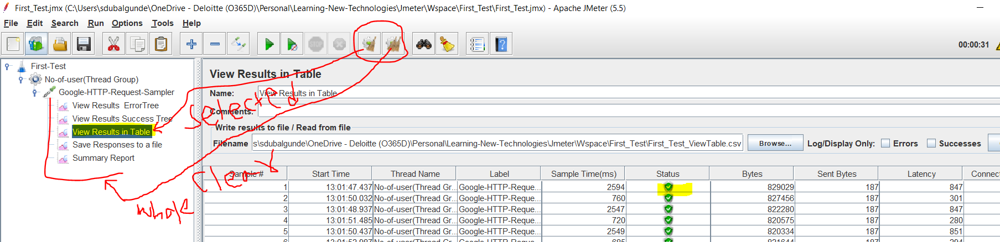 First_Test.jmx (C:\Users\sdubalgunde\OneDrive - Deloitte (O365D)\Personal\Learning-New-Technologies\Jmeter\Wspace\First_Test\First_Test.jmx) - Apache JMeter (5.5)
File Edit Search Run Options Tools Help
STOP
00:00:31
First-Test
No-of-user(Thread Group)
Google-HTTP-Request-Sampler
View Results ErrorTree
View Results Success Tree
View Results in Table
Save Responses to a file
Summary Report
selected
whole
View Results in Table
Name: View Results in Table
Comments:
Write results to file / Read from file
Filename s\sdubalgunde\OneDrive - Deloitte (O365D)\Personal\Learning-New-Technologies\Jmeter\Wspace\First_Test\First_Test_ViewTable.csv Browse... Log/Display Only: Errors Successes
Sample # Start Time Thread Name Label Sample Time(ms) Status Bytes Sent Bytes Latency Connect
1 13:01:47.437 No-of-user(Thread Gr... Google-HTTP-Reque... 2594 829029 187 847
2 13:01:50.032 No-of-user(Thread Gr... Google-HTTP-Reque... 760 827456 187 301
3 13:01:48.937 No-of-user(Thread Gr... Google-HTTP-Reque... 2547 822280 187 847
4 13:01:51.485 No-of-user(Thread Gr... Google-HTTP-Reque... 720 820575 187 280
5 13:01:50.437 No-of-user(Thread Gr... Google-HTTP-Reque... 2549 820334 187 851